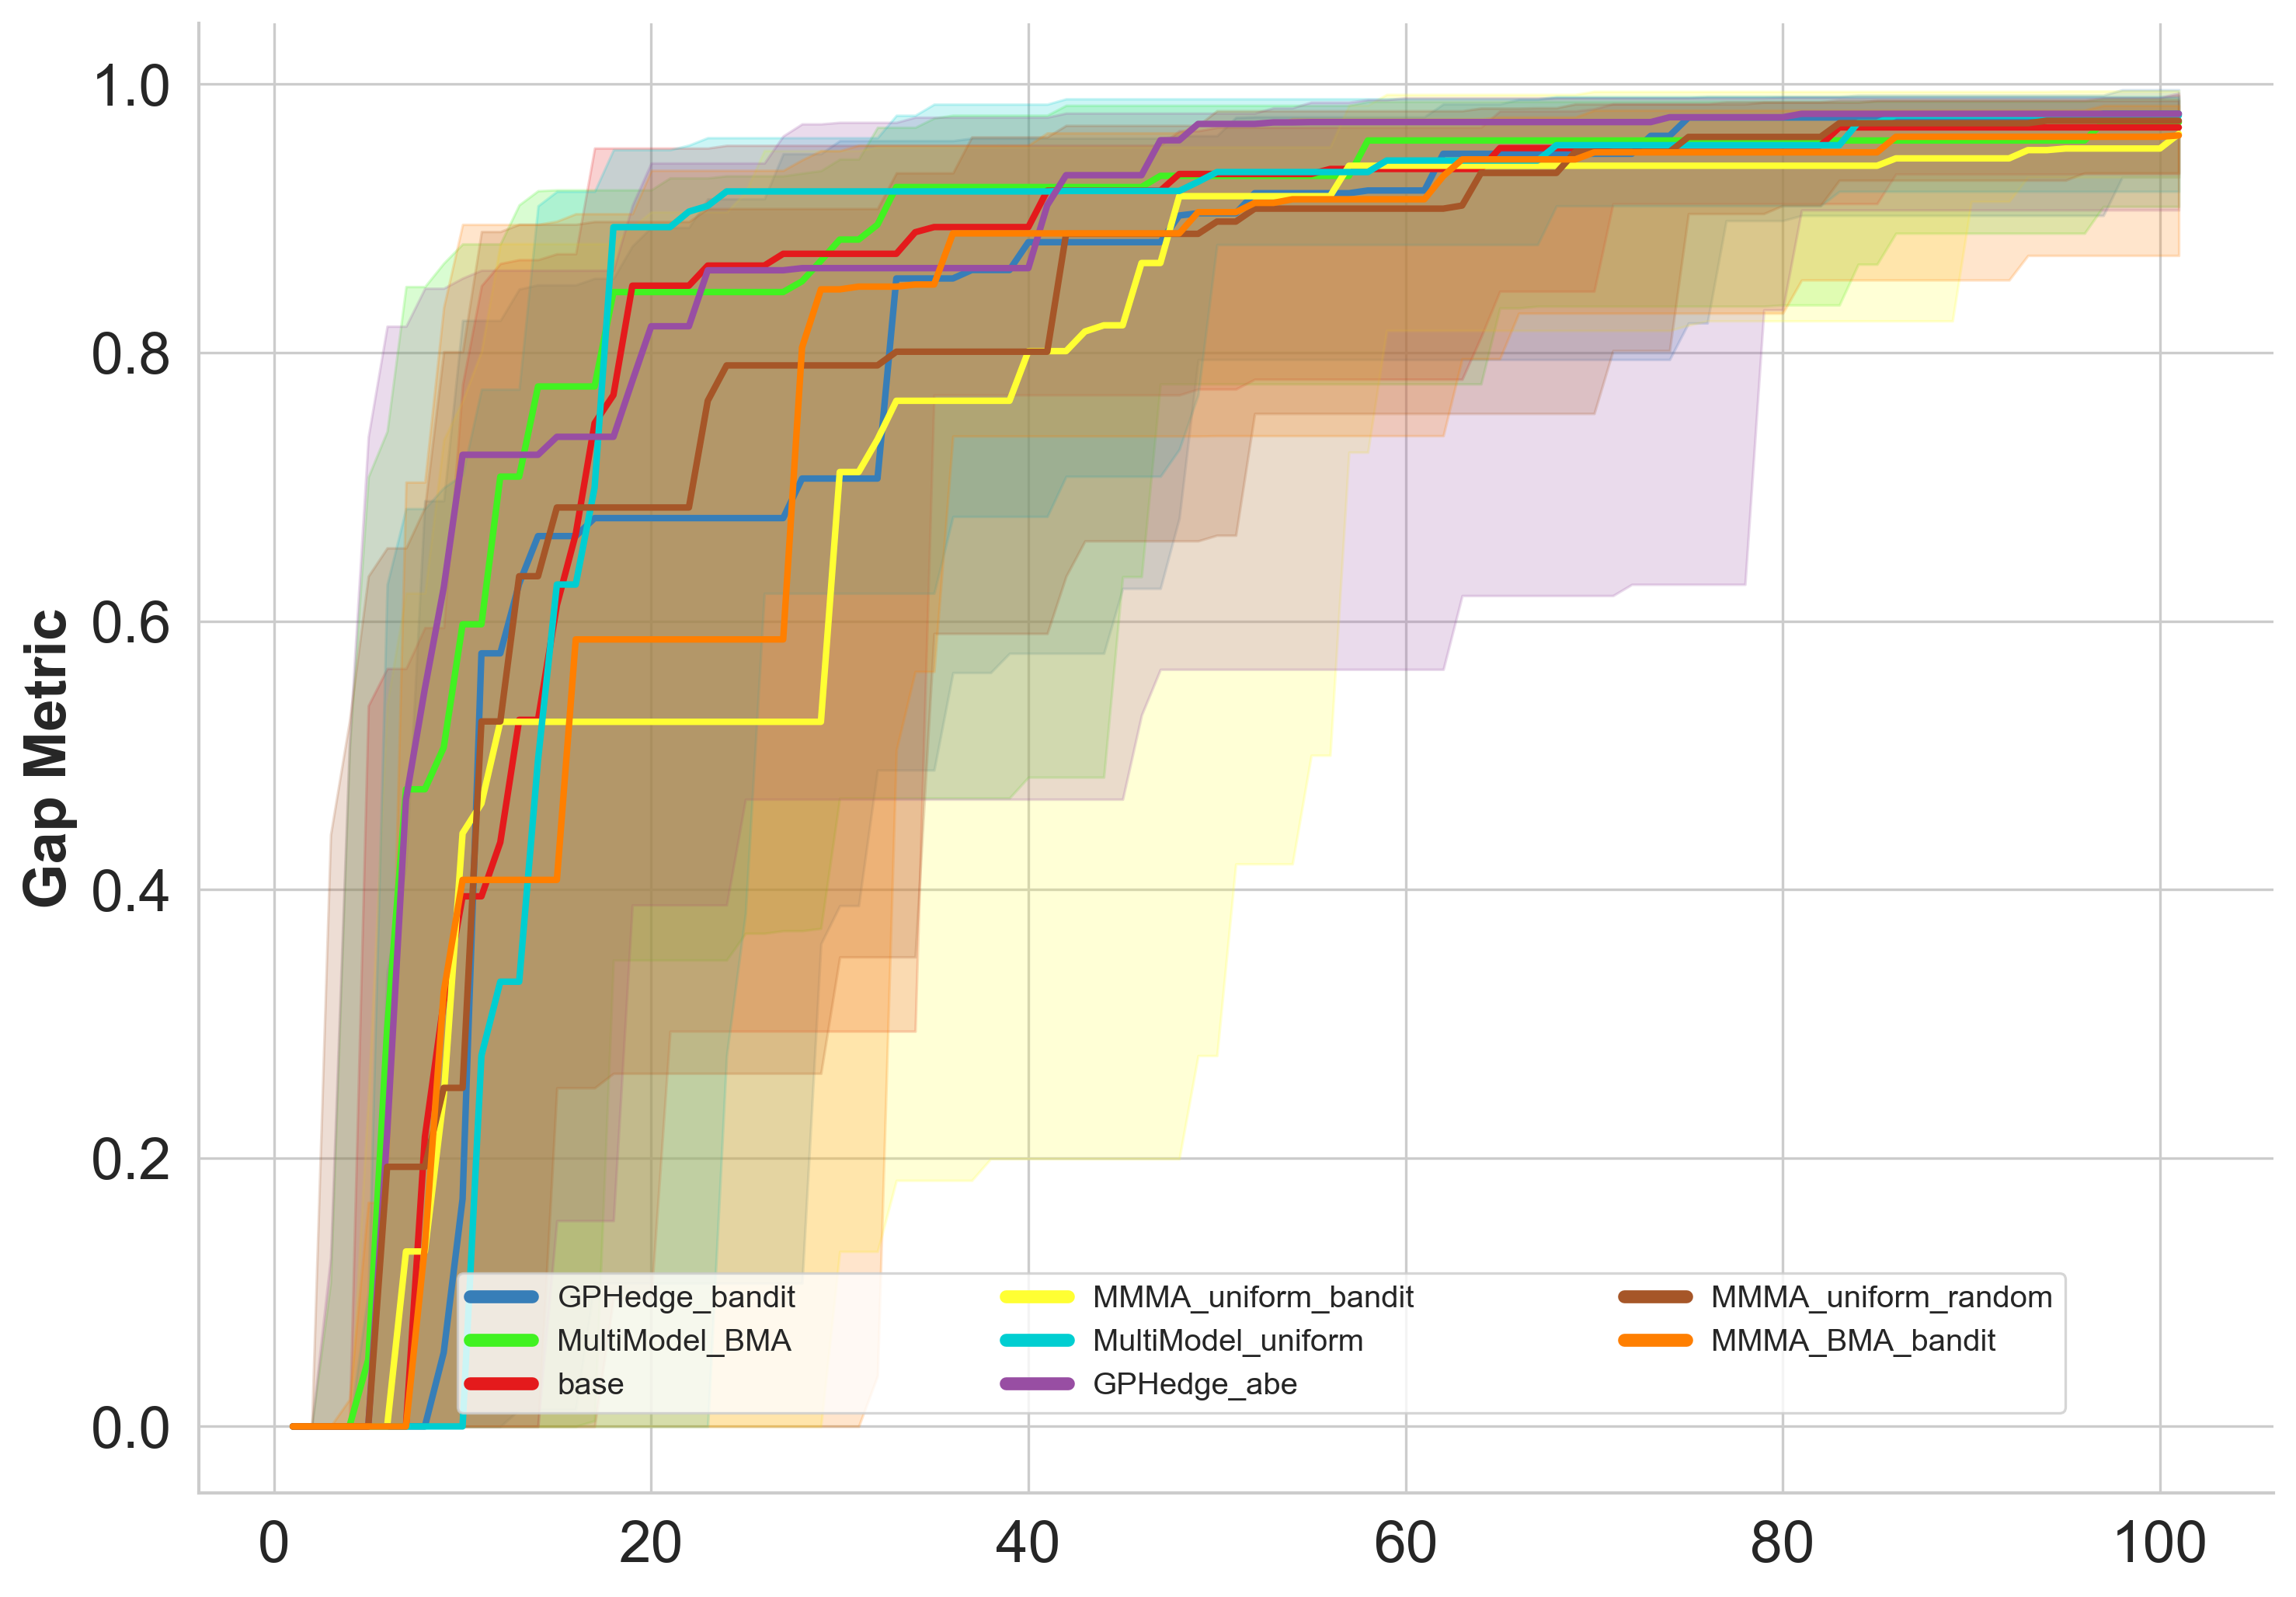 1.0
0.8
0.6
0.4
0.2
0.0
Gap Metric
GPHedge_bandit
MultiModel_BMA
base
MMMA_uniform_bandit
MultiModel_uniform
GPHedge_abe
MMMA_uniform_random
MMMA_BMA_bandit
0 20 40 60 80 100